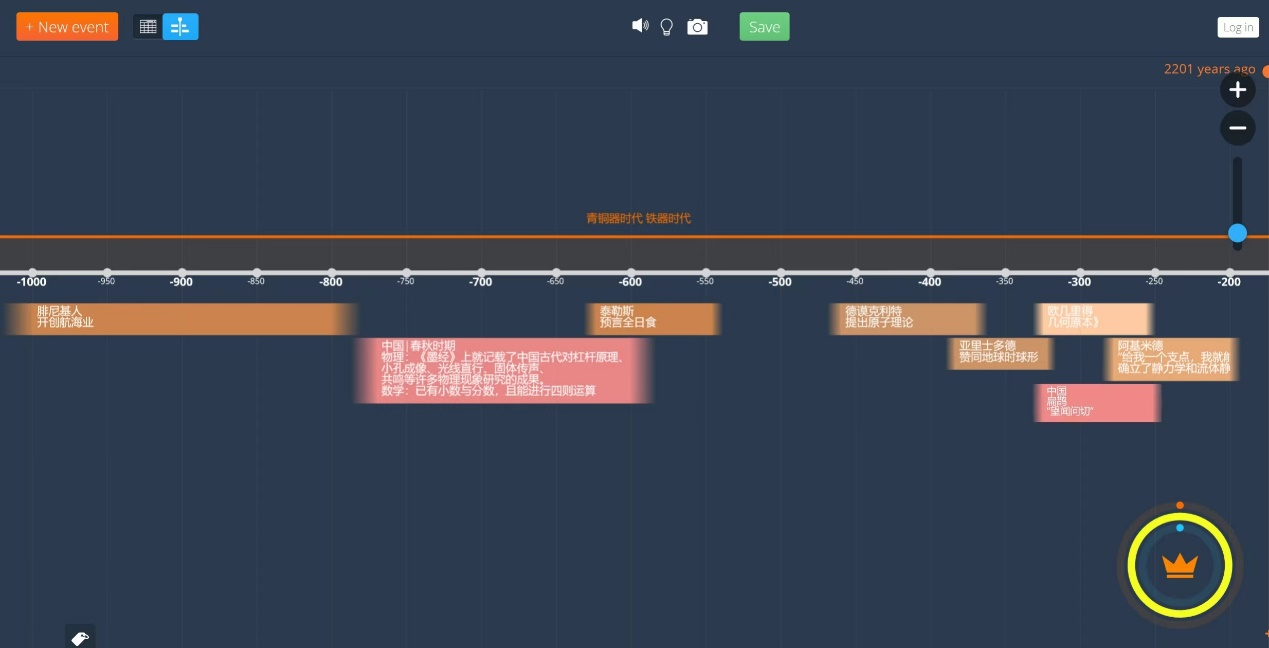 + New event
Save
Log in
2201 years ago
青铜器时代 铁器时代
-1000 -950 -900 -850 -800 -750 -700 -650 -600 -550 -500 -450 -400 -350 -300 -250 -200
腓尼基人
开创航海业
泰勒斯
预言全日食
德谟克利特
提出原子理论
欧几里得
几何原本》
中国|春秋时期
物理：《墨经》上就记载了中国古代对杠杆原理、
小孔成像、光线直行、固体传声、
共鸣等许多物理现象研究的成果。
数学：已有小数与分数，且能进行四则运算
亚里士多德
赞同地球时球形
阿基米德
"给我一个支点，我就
确立了静力学和流体静
中国
扁鹊
"望闻问切"